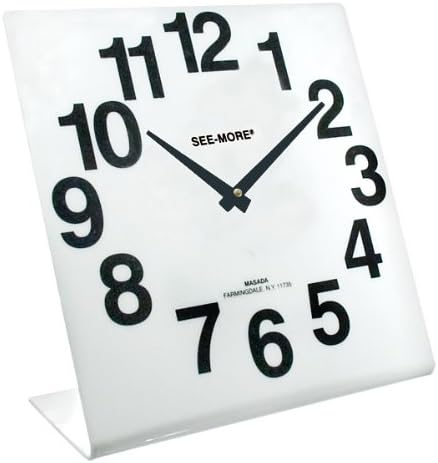 11 12 1
10 2
SEE-MORE®
9 3
8 4
MASADA
FARMINGDALE, N.Y. 11735
7 6 5